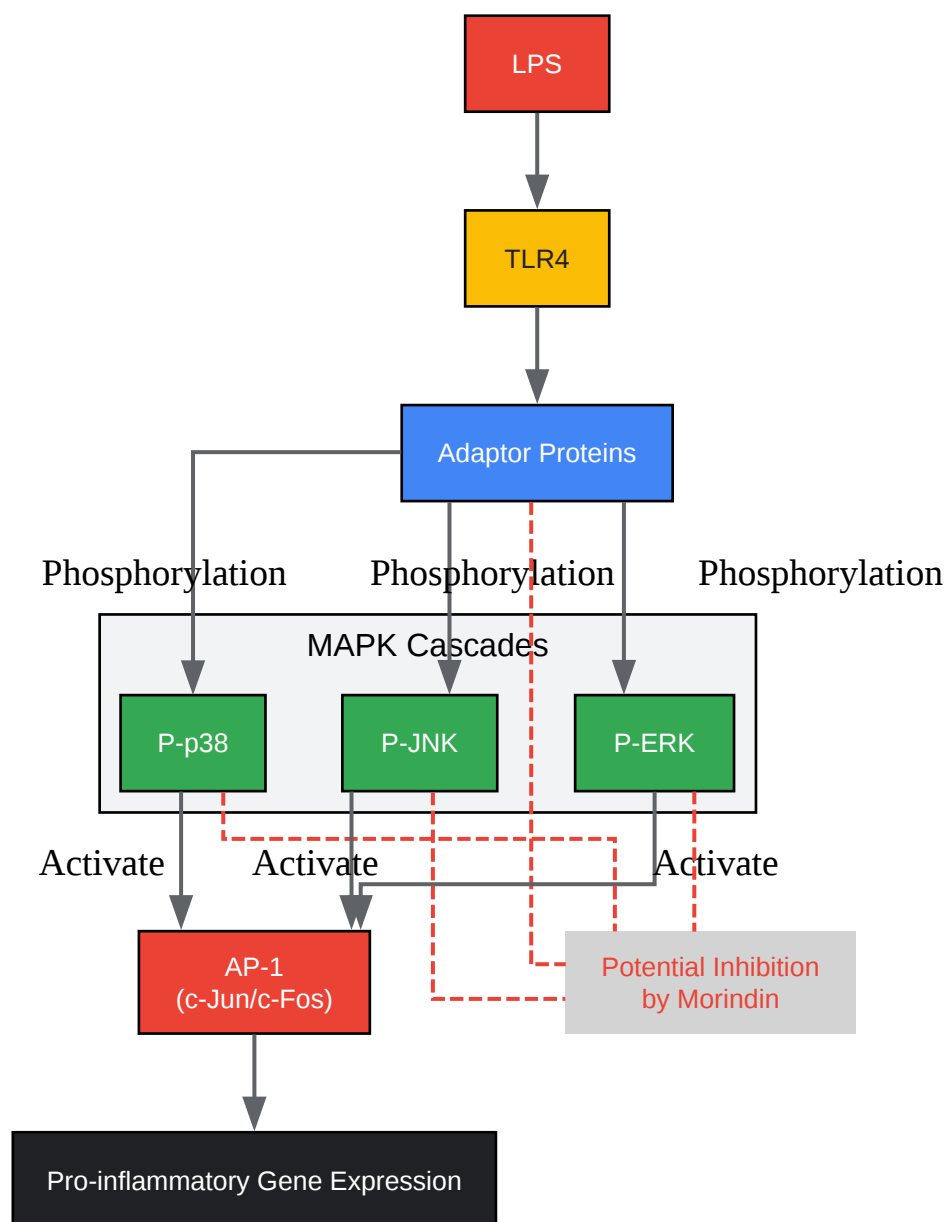 LPS
TLR4
Adaptor Proteins
Phosphorylation
Phosphorylation
Phosphorylation
MAPK Cascades
P-p38
P-JNK
P-ERK
Activate
Activate
Activate
AP-1
(c-Jun/c-Fos)
Potential Inhibition
by Morindin
Pro-inflammatory Gene Expression